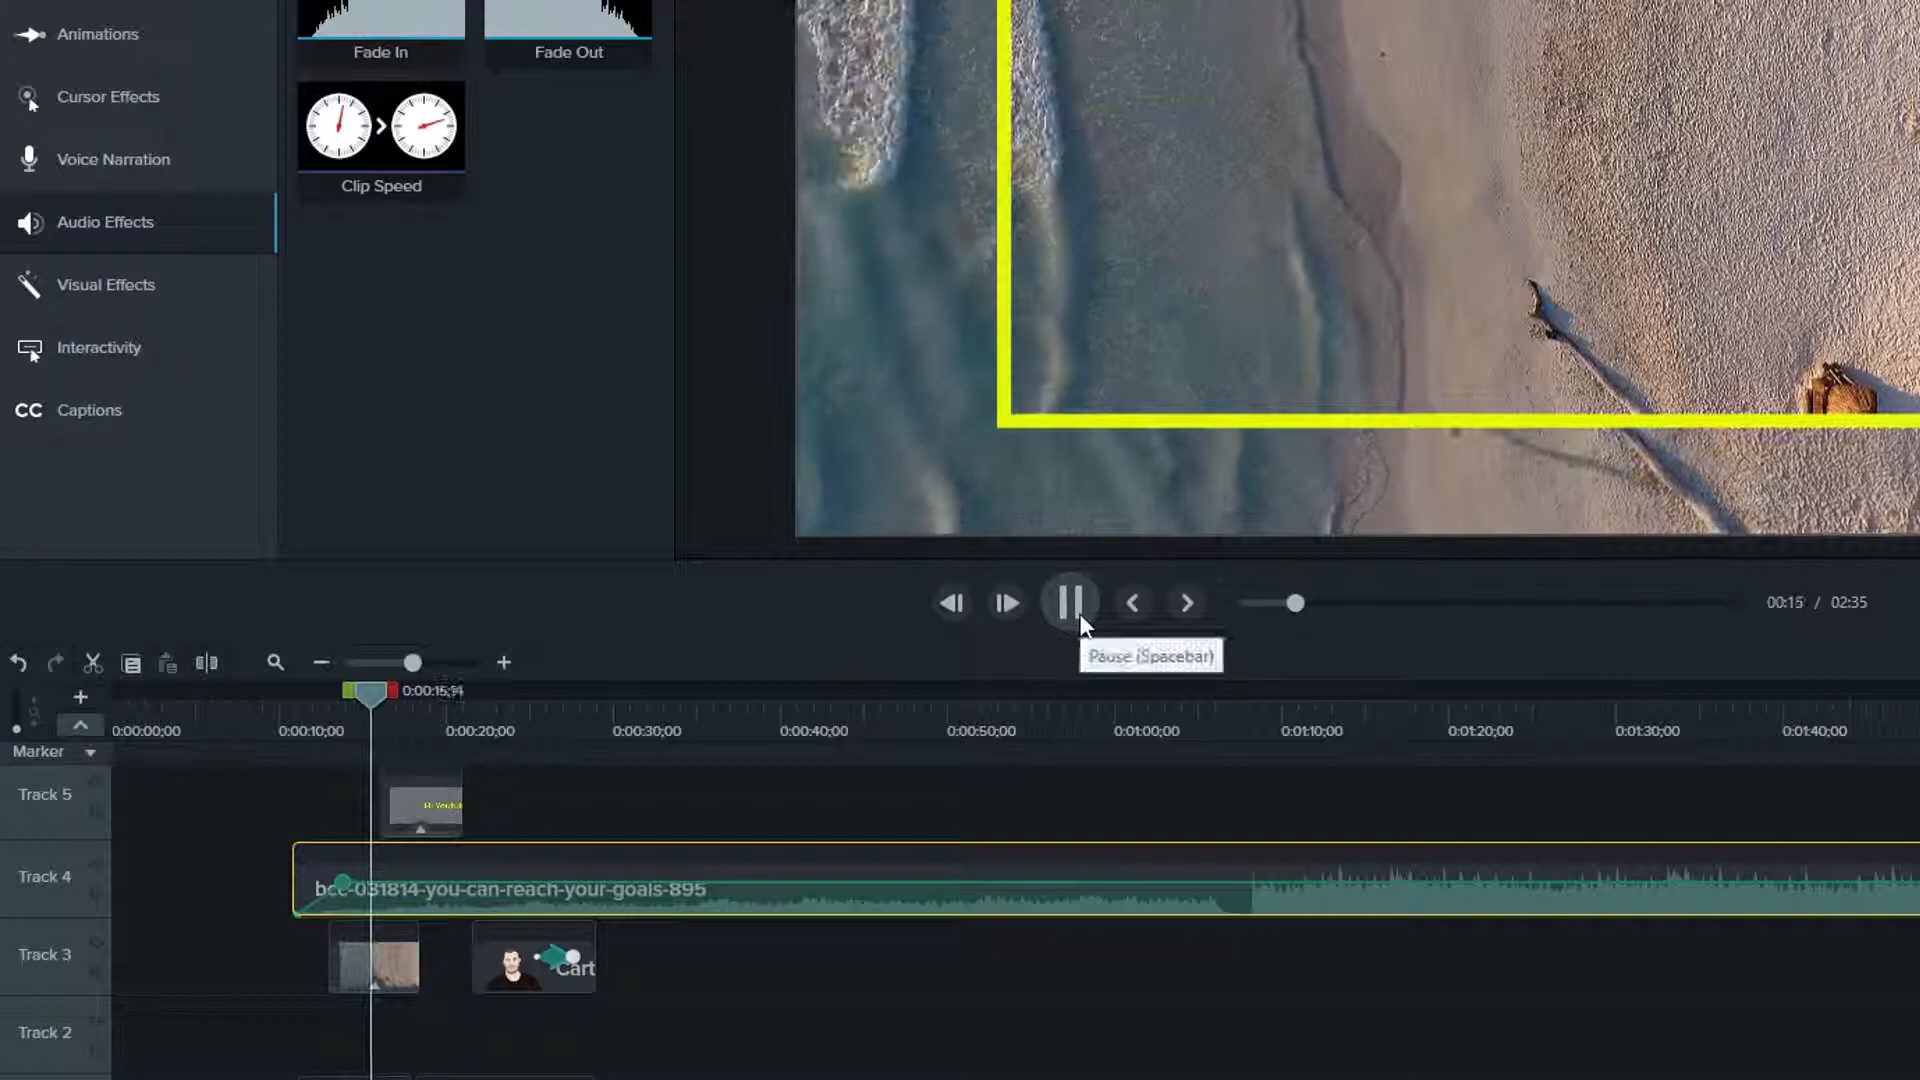 Animations
Fade In
Fade Out
Cursor Effects
Voice Narration
Clip Speed
Audio Effects
Visual Effects
Interactivity
CC Captions
00:15 / 02:35
Pause (Spacebar)
0:00:00;00
0:00:10;00
0:00:20;00
0:00:30;00
0:00:40;00
0:00:50;00
0:01:00;00
0:01:10;00
0:01:20;00
0:01:30;00
0:01:40;00
Marker
Track 5
Track 4
bcc-031814-you-can-reach-your-goals-895
Track 3
Cart
Track 2